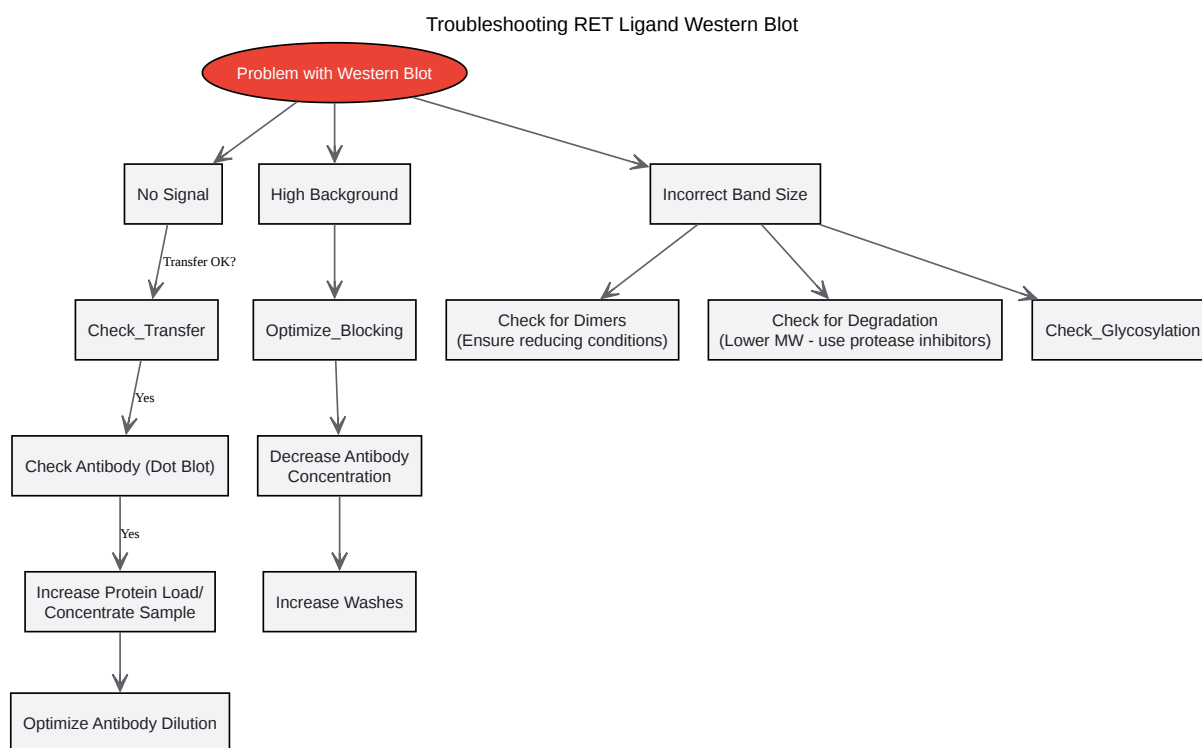 Troubleshooting RET Ligand Western Blot
Problem with Western Blot
No Signal
High Background
Incorrect Band Size
Transfer OK?
Check_Transfer
Optimize_Blocking
Check for Dimers
(Ensure reducing conditions)
Check for Degradation
(Lower MW - use protease inhibitors)
Check_Glycosylation
Yes
Check Antibody (Dot Blot)
Decrease Antibody
Concentration
Yes
Increase Protein Load/
Concentrate Sample
Increase Washes
Optimize Antibody Dilution